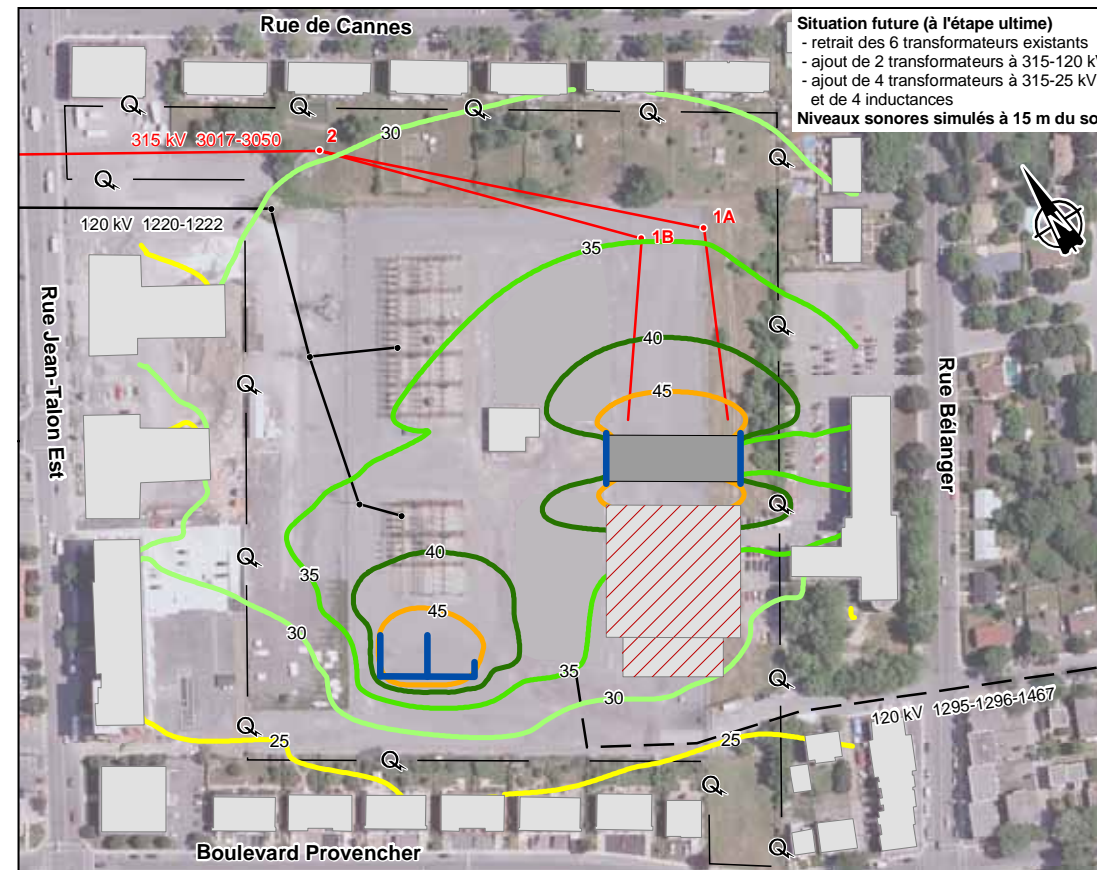 Rue de Cannes
Situation future (à l'étape ultime)
- retrait des 6 transformateurs existants
- ajout de 2 transformateurs à 315-120
- ajout de 4 transformateurs à 315-25 kV
et de 4 inductances
Niveaux sonores simulés à 15 m du
30
315 kV 3017-3050
2
120 kV 1220-1222
1A
1B
35
40
45
Rue Jean-Talon Est
Rue Bélanger
40
35
45
30
35
30
120 kV 1295-1296-1467
25
25
Boulevard Provencher